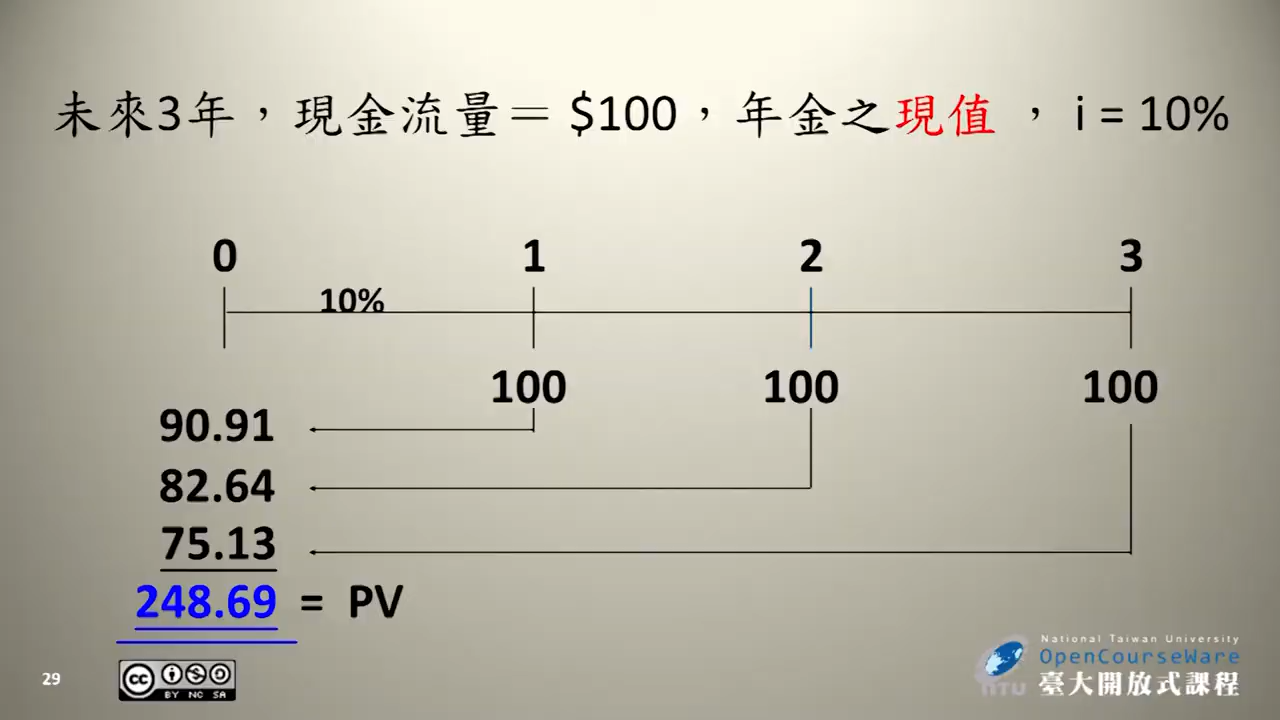 未來3年，現金流量＝ $100，年金之現值 ， i = 10%
0 1 2 3
10%
100 100 100
90.91
82.64
75.13
248.69 = PV
29
cc BY NC SA
National Taiwan University
OpenCourseWare
NTU 臺大開放式課程